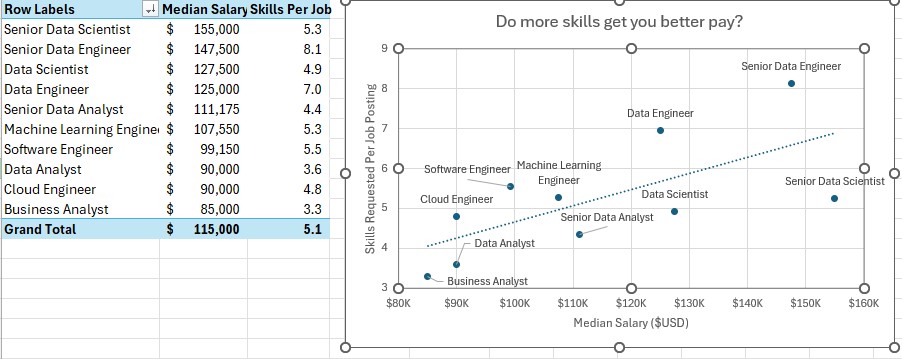 Row Labels Median Salary Skills Per Job
Senior Data Scientist $ 155,000 5.3
Senior Data Engineer $ 147,500 8.1
Data Scientist $ 127,500 4.9
Data Engineer $ 125,000 7.0
Senior Data Analyst $ 111,175 4.4
Machine Learning Engine $ 107,550 5.3
Software Engineer $ 99,150 5.5
Data Analyst $ 90,000 3.6
Cloud Engineer $ 90,000 4.8
Business Analyst $ 85,000 3.3
Grand Total $ 115,000 5.1
Do more skills get you better pay?
Skills Requested Per Job Posting
9
8
7
6
5
4
3
Senior Data Engineer
Data Engineer
Software Engineer
Machine Learning
Engineer
Senior Data Scientist
Data Scientist
Cloud Engineer
Senior Data Analyst
Data Analyst
Business Analyst
$80K $90K $100K $110K $120K $130K $140K $150K $160K
Median Salary ($USD)